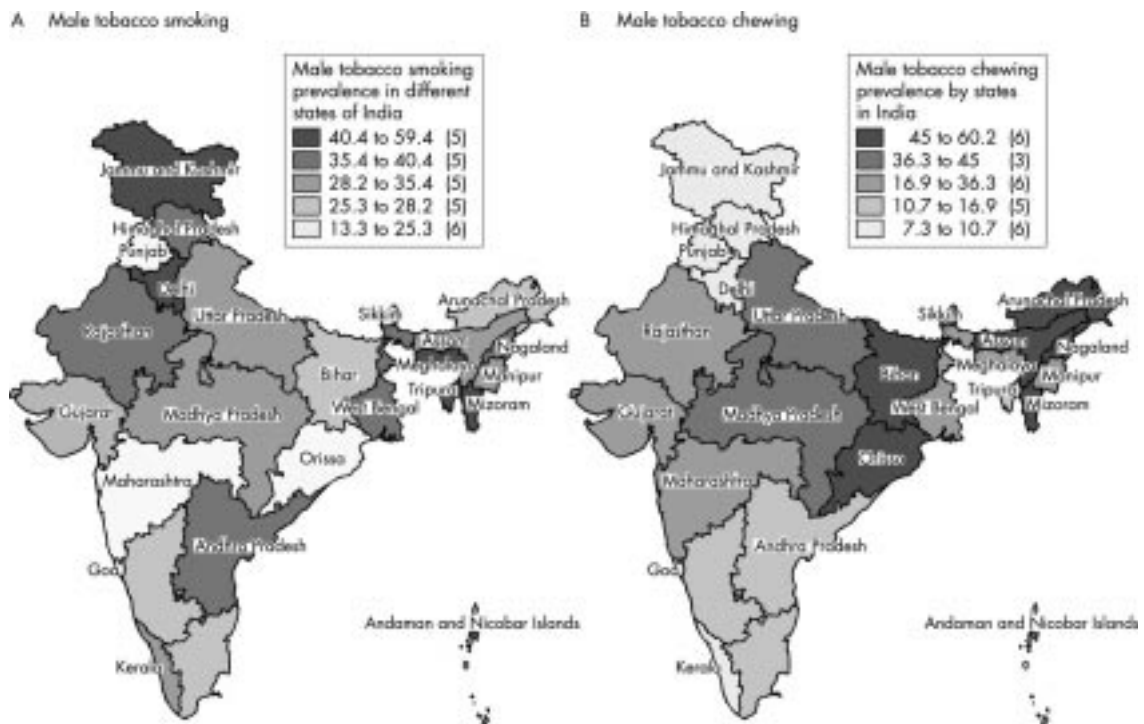 A Male tobacco smoking
Male tobacco smoking
prevalence in different
states of India
40.4 to 59.4 (5)
35.4 to 40.4 (5)
28.2 to 35.4 (5)
25.3 to 28.2 (5)
13.3 to 25.3 (6)
Jammu and Kashmir
Himachal Pradesh
Punjab
Delhi
Rajasthan
Uttar Pradesh
Sikkim
Arunachal Pradesh
Assam
Nagaland
Meghalaya
Manipur
Bihar
Tripura
Mizoram
Gujarat
Madhya Pradesh
West Bengal
Orissa
Maharashtra
Andhra Pradesh
Goa
Andaman and Nicobar Islands
Kerala
B Male tobacco chewing
Male tobacco chewing
prevalence by states
in India
45 to 60.2 (6)
36.3 to 45 (3)
16.9 to 36.3 (6)
10.7 to 16.9 (5)
7.3 to 10.7 (6)
Jammu and Kashmir
Himachal Pradesh
Punjab
Delhi
Rajasthan
Uttar Pradesh
Sikkim
Arunachal Pradesh
Assam
Nagaland
Meghalaya
Manipur
Bihar
Tripura
Mizoram
Gujarat
Madhya Pradesh
West Bengal
Orissa
Maharashtra
Andhra Pradesh
Goa
Andaman and Nicobar Islands
Kerala